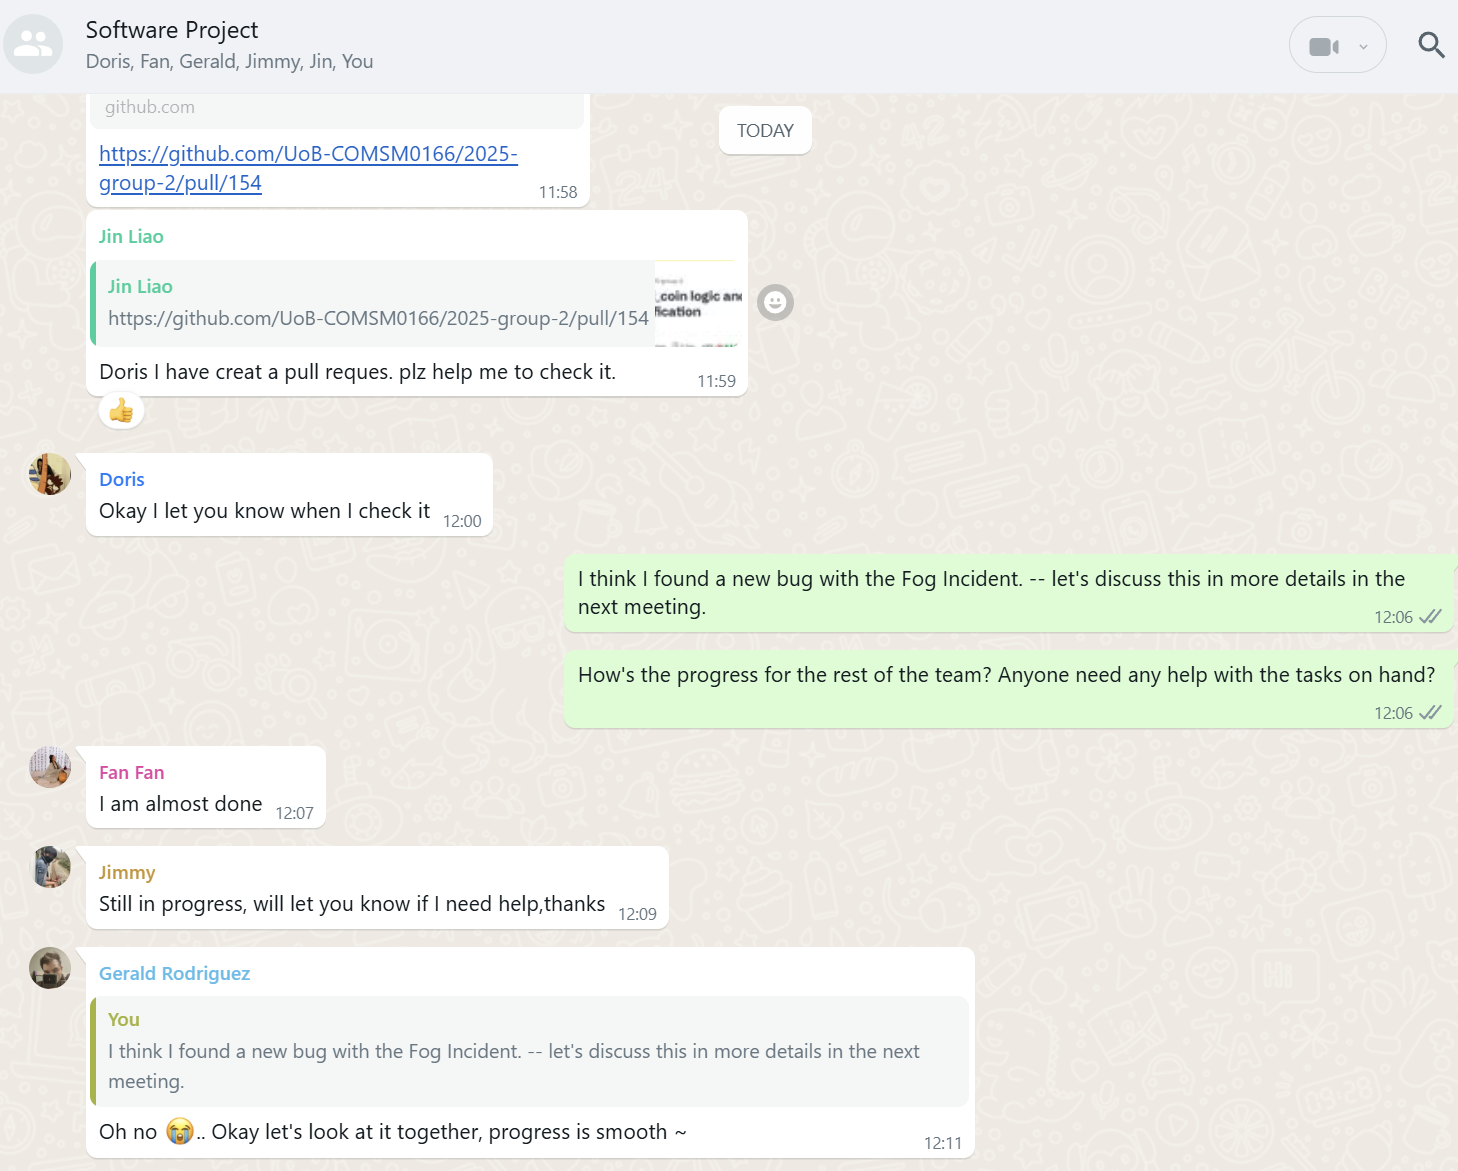 Software Project
Doris, Fan, Gerald, Jimmy, Jin, You
github.com
TODAY
https://github.com/UoB-COMSM0166/2025-
group-2/pull/154
11:58
Jin Liao
Jin Liao
https://github.com/UoB-COMSM0166/2025-group-2/pull/154
coin logic and
fication
Doris I have creat a pull reques. plz help me to check it.
11:59
Doris
Okay I let you know when I check it
12:00
I think I found a new bug with the Fog Incident. -- let's discuss this in more details in the
next meeting.
12:06
How's the progress for the rest of the team? Anyone need any help with the tasks on hand?
12:06
Fan Fan
I am almost done
12:07
Jimmy
Still in progress, will let you know if I need help,thanks
12:09
Gerald Rodriguez
You
I think I found a new bug with the Fog Incident. -- let's discuss this in more details in the next
meeting.
Oh no 😭.. Okay let's look at it together, progress is smooth ~
12:11